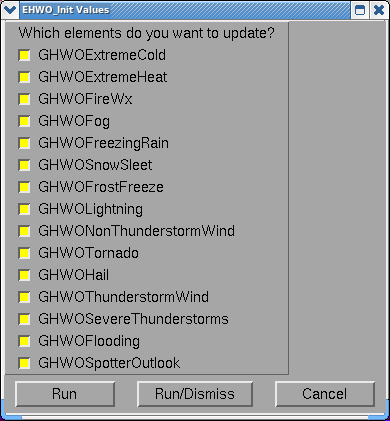 EHWO_Init Values
Which elements do you want to update?
GHWOExtremeCold
GHWOExtremeHeat
GHWOFireWx
GHWOFog
GHWOFreezingRain
GHWOSnowSleet
GHWOFrostFreeze
GHWOLightning
GHWONonThunderstormWind
GHWOTornado
GHWOHail
GHWOThunderstormWind
GHWOSevereThunderstorms
GHWOFlooding
GHWOSpotterOutlook
Run Run/Dismiss Cancel